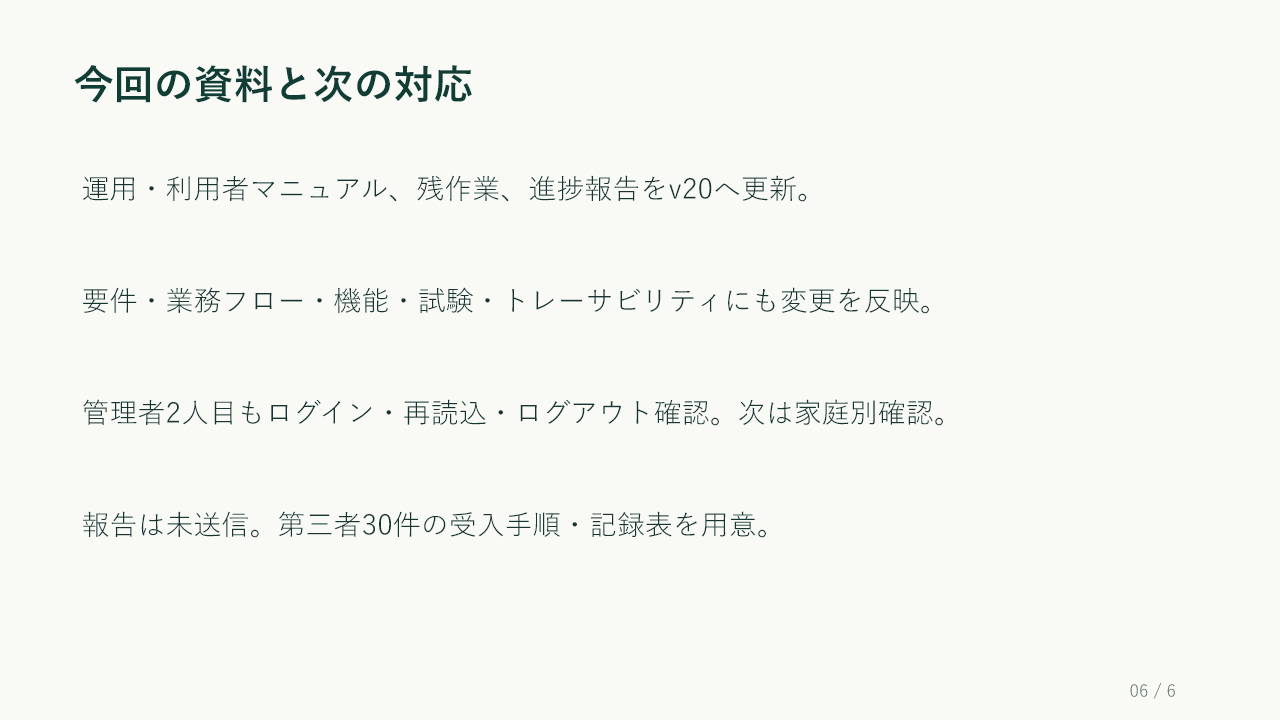 今回の資料と次の対応
運用・利用者マニュアル、残作業、進捗報告をv20へ更新。
要件・業務フロー・機能・試験・トレーサビリティにも変更を反映。
管理者2人目もログイン・再読込・ログアウト確認。次は家庭別確認。
報告は未送信。第三者30件の受入手順・記録表を用意。
06 / 6